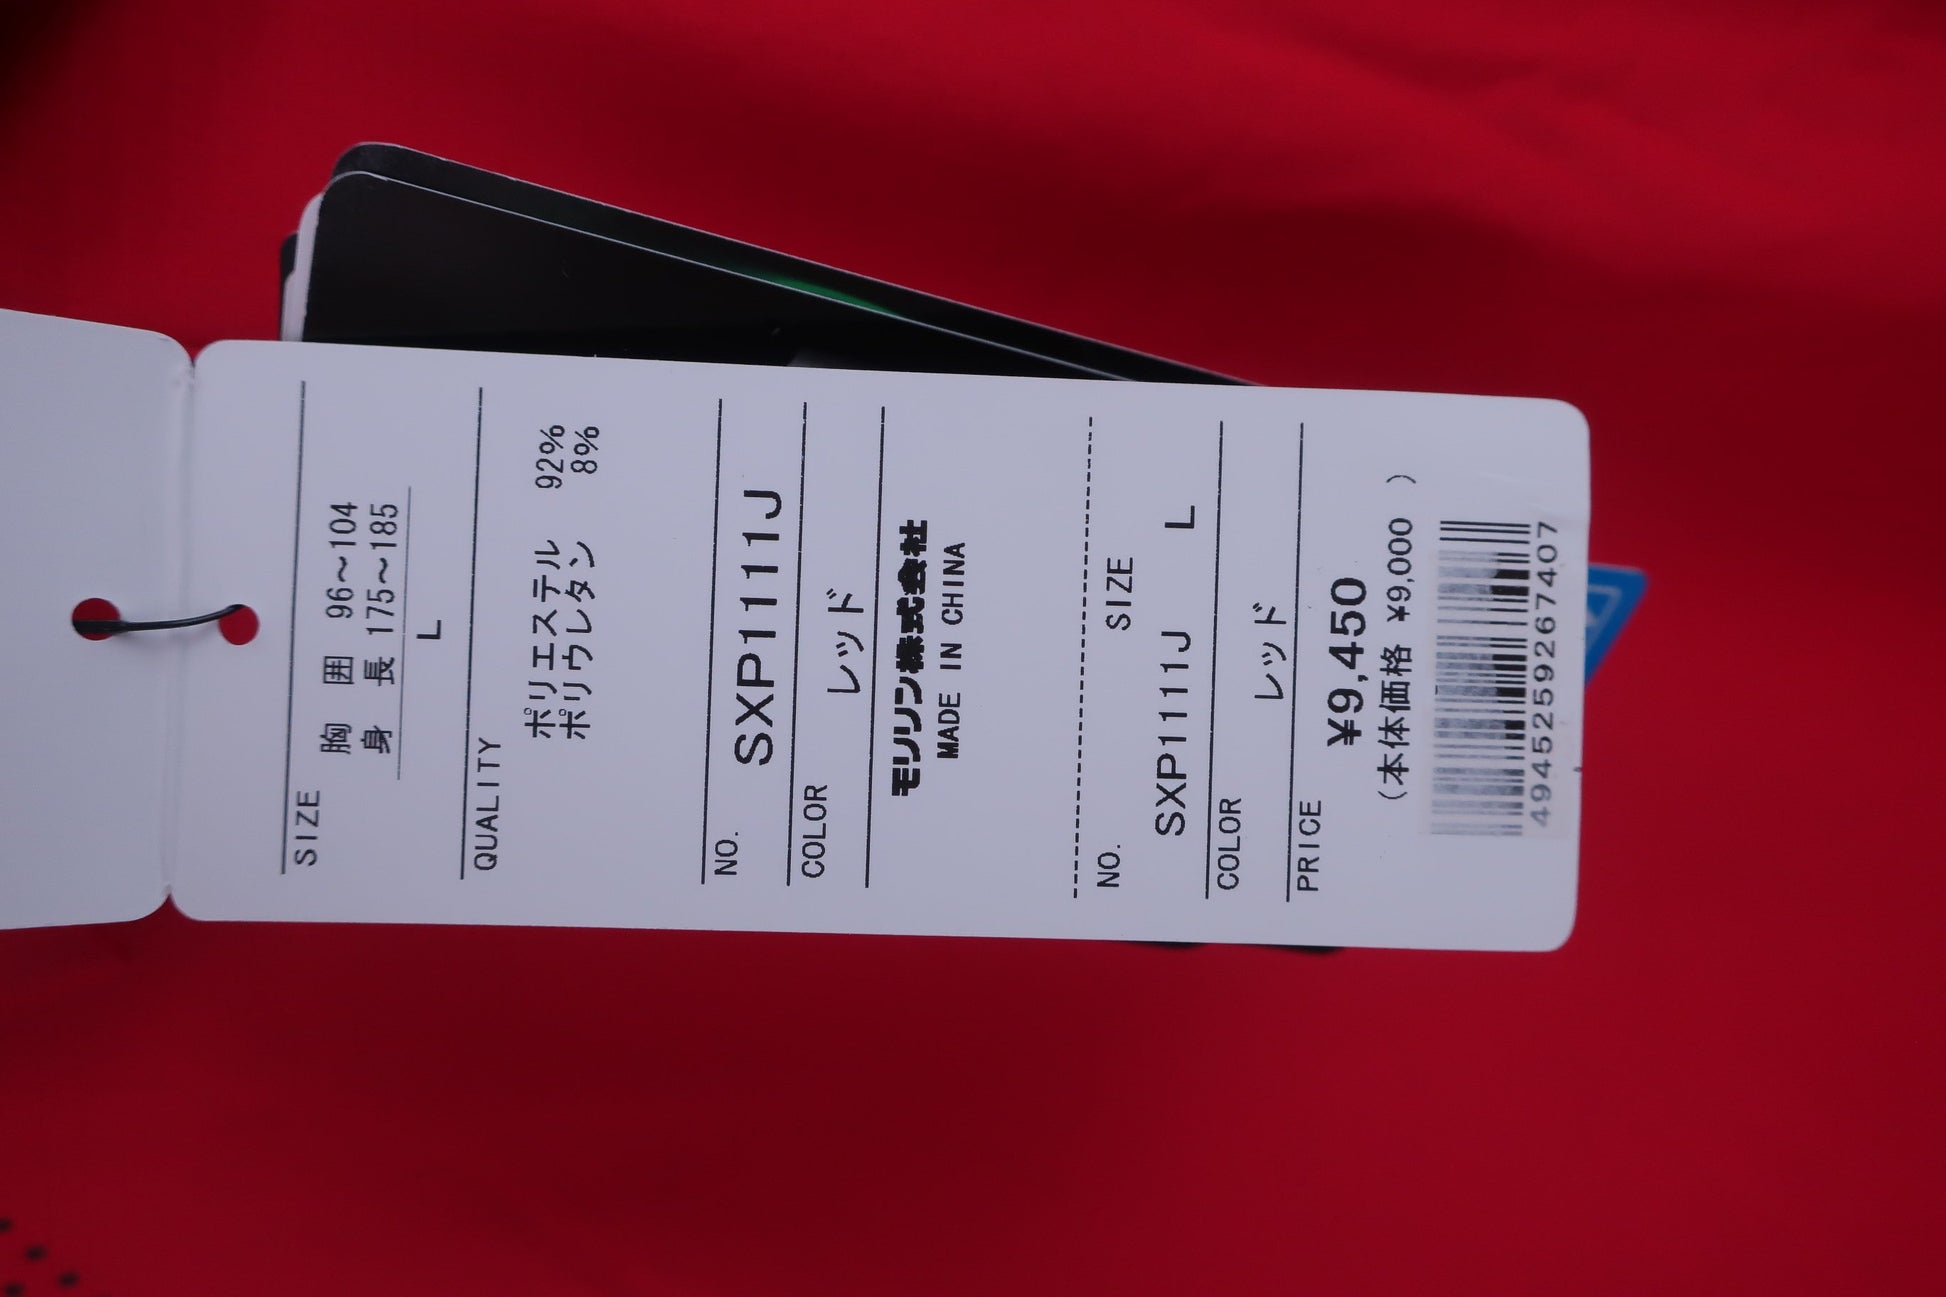 SIZE
胸 囲 96～104
身 長 175～185
L
QUALITY
ポリエステル 92%
ポリウレタン 8%
NO.
SXP1111J
COLOR
レッド
モリリン株式会社
MADE IN CHINA
NO. SIZE
SXP1111J L
COLOR
レッド
PRICE
¥9,450
(本体価格 ¥9,000 )
4945259267407